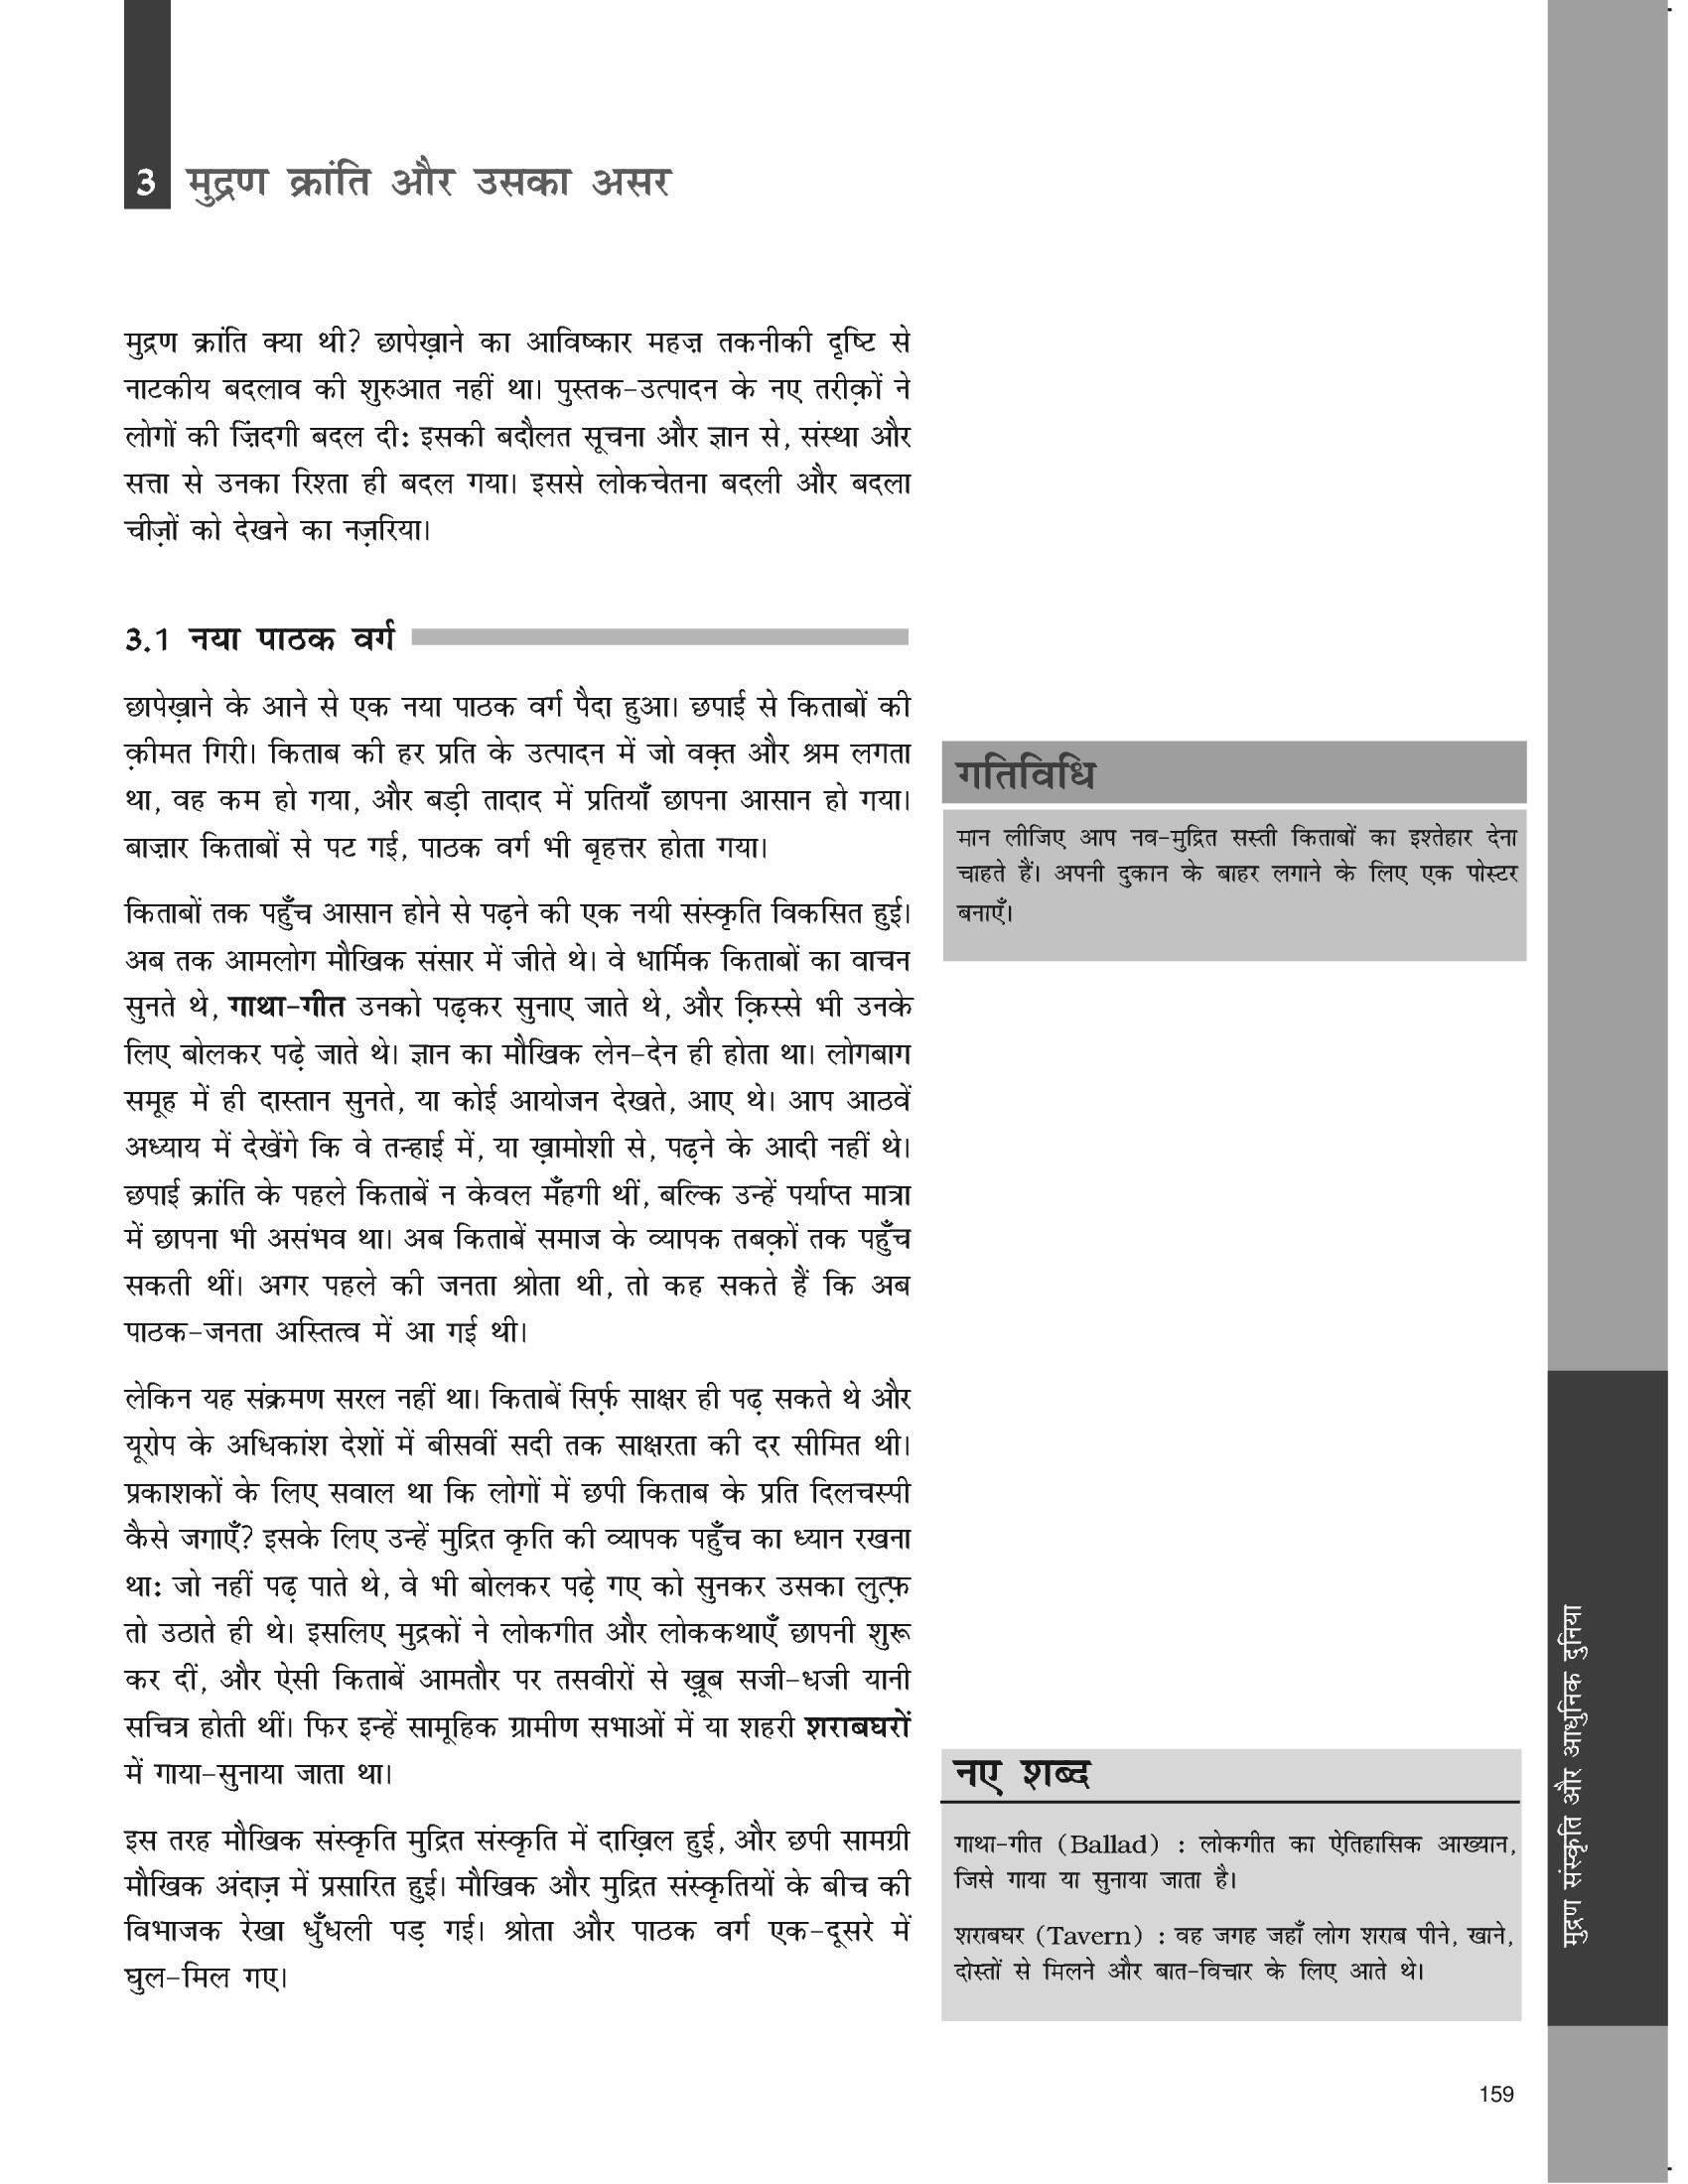 3 मुद्रण क्रांति और उसका असर
मुद्रण क्रांति क्या थी? छापेख़ाने का आविष्कार महज़ तकनीकी दृष्टि से
नाटकीय बदलाव की शुरुआत नहीं था। पुस्तक-उत्पादन के नए तरीक़ों ने
लोगों की ज़िंदगी बदल दी: इसकी बदौलत सूचना और ज्ञान से, संस्था और
सत्ता से उनका रिश्ता ही बदल गया। इससे लोकचेतना बदली और बदला
चीज़ों को देखने का नज़रिया।
3.1 नया पाठक वर्ग
छापेख़ाने के आने से एक नया पाठक वर्ग पैदा हुआ। छपाई से किताबों की
क़ीमत गिरी। किताब की हर प्रति के उत्पादन में जो वक्त और श्रम लगता
था, वह कम हो गया, और बड़ी तादाद में प्रतियाँ छापना आसान हो गया।
बाज़ार किताबों से पट गई, पाठक वर्ग भी बृहत्तर होता गया।
किताबों तक पहुँच आसान होने से पढ़ने की एक नयी संस्कृति विकसित हुई।
अब तक आमलोग मौखिक संसार में जीते थे। वे धार्मिक किताबों का वाचन
सुनते थे, गाथा-गीत उनको पढ़कर सुनाए जाते थे, और क़िस्से भी उनके
लिए बोलकर पढ़े जाते थे। ज्ञान का मौखिक लेन-देन ही होता था। लोगबाग
समूह में ही दास्तान सुनते, या कोई आयोजन देखते, आए थे। आप आठवें
अध्याय में देखेंगे कि वे तन्हाई में, या ख़ामोशी से, पढ़ने के आदी नहीं थे।
छपाई क्रांति के पहले किताबें न केवल मँहगी थीं, बल्कि उन्हें पर्याप्त मात्रा
में छापना भी असंभव था। अब किताबें समाज के व्यापक तबक़ों तक पहुँच
सकती थीं। अगर पहले की जनता श्रोता थी, तो कह सकते हैं कि अब
पाठक-जनता अस्तित्व में आ गई थी।
लेकिन यह संक्रमण सरल नहीं था। किताबें सिर्फ़ साक्षर ही पढ़ सकते थे और
यूरोप के अधिकांश देशों में बीसवीं सदी तक साक्षरता की दर सीमित थी।
प्रकाशकों के लिए सवाल था कि लोगों में छपी किताब के प्रति दिलचस्पी
कैसे जगाएँ? इसके लिए उन्हें मुद्रित कृति की व्यापक पहुँच का ध्यान रखना
था: जो नहीं पढ़ पाते थे, वे भी बोलकर पढ़े गए को सुनकर उसका लुत्फ़
तो उठाते ही थे। इसलिए मुद्रकों ने लोकगीत और लोककथाएँ छापनी शुरू
कर दीं, और ऐसी किताबें आमतौर पर तसवीरों से ख़ूब सजी-धजी यानी
सचित्र होती थीं। फिर इन्हें सामूहिक ग्रामीण सभाओं में या शहरी शराबघरों
में गाया-सुनाया जाता था।
इस तरह मौखिक संस्कृति मुद्रित संस्कृति में दाख़िल हुई, और छपी सामग्री
मौखिक अंदाज़ में प्रसारित हुई। मौखिक और मुद्रित संस्कृतियों के बीच की
विभाजक रेखा धुँधली पड़ गई। श्रोता और पाठक वर्ग एक-दूसरे में
घुल-मिल गए।
गतिविधि
मान लीजिए आप नव-मुद्रित सस्ती किताबों का इश्तेहार देना
चाहते हैं। अपनी दुकान के बाहर लगाने के लिए एक पोस्टर
बनाएँ।
नए शब्द
गाथा-गीत (Ballad) : लोकगीत का ऐतिहासिक आख्यान,
जिसे गाया या सुनाया जाता है।
शराबघर (Tavern) : वह जगह जहाँ लोग शराब पीने, खाने,
दोस्तों से मिलने और बात-विचार के लिए आते थे।
मुद्रण संस्कृति और आधुनिक दुनिया
159